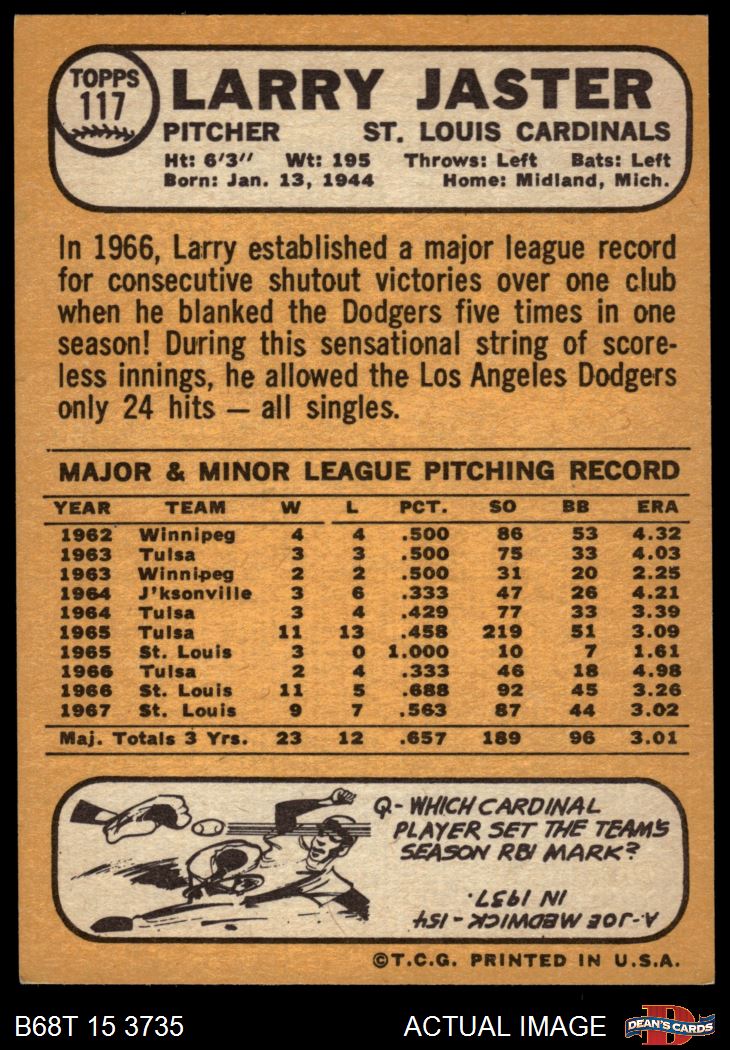 TOPPS
117
LARRY JASTER
PITCHER ST. LOUIS CARDINALS
Ht: 6'3" Wt: 195 Throws: Left Bats: Left
Born: Jan. 13, 1944 Home: Midland, Mich.
In 1966, Larry established a major league record
for consecutive shutout victories over one club
when he blanked the Dodgers five times in one
season! During this sensational string of score-
less innings, he allowed the Los Angeles Dodgers
only 24 hits — all singles.
MAJOR & MINOR LEAGUE PITCHING RECORD
YEAR TEAM W L PCT. SO BB ERA
1962 Winnipeg 4 4 .500 86 53 4.32
1963 Tulsa 3 3 .500 75 33 4.03
1963 Winnipeg 2 2 .500 31 20 2.25
1964 J'ksonville 3 6 .333 47 26 4.21
1964 Tulsa 3 4 .429 77 33 3.39
1965 Tulsa 11 13 .458 219 51 3.09
1965 St. Louis 3 0 1.000 10 7 1.61
1966 Tulsa 2 4 .333 46 18 4.98
1966 St. Louis 11 5 .688 92 45 3.26
1967 St. Louis 9 7 .563 87 44 3.02
Maj. Totals 3 Yrs. 23 12 .657 189 96 3.01
Q- WHICH CARDINAL
PLAYER SET THE TEAM'S
SEASON RBI MARK?
A- JOE MEDWICK - 154
IN 1937.
©T.C.G. PRINTED IN U.S.A.
B68T 15 3735 ACTUAL IMAGE
D
DEAN'S CARDS